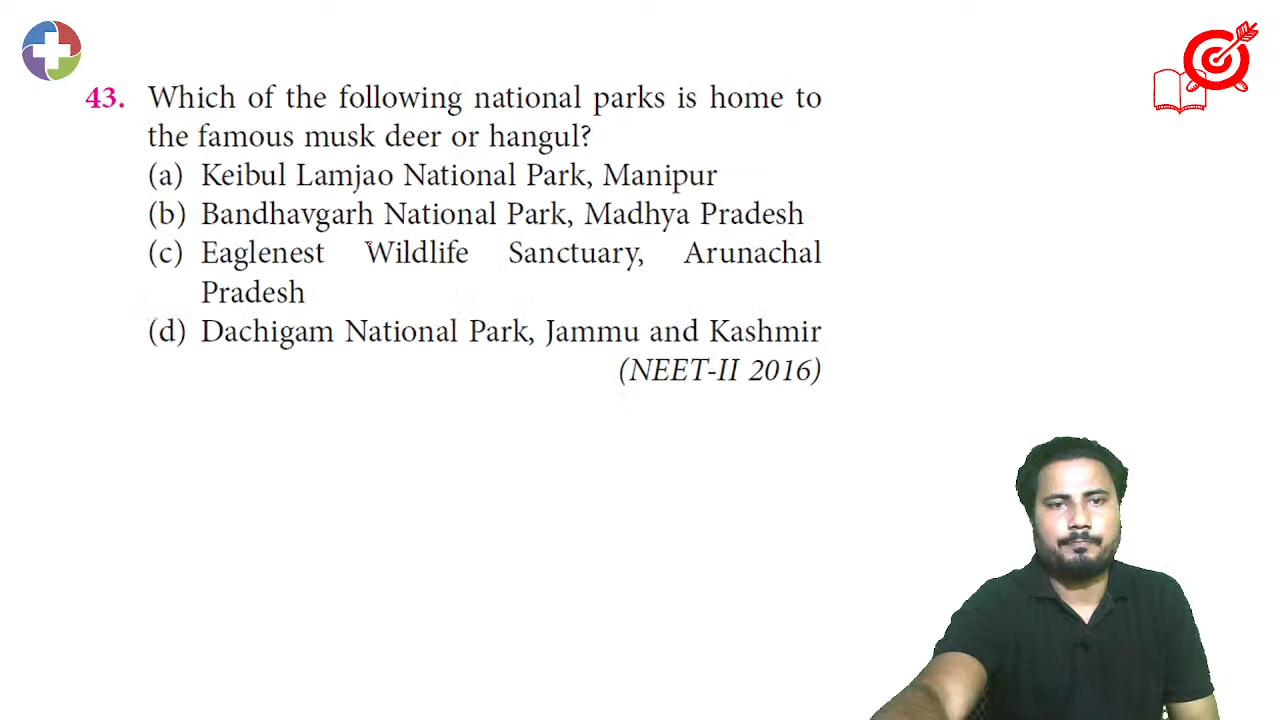 43. Which of the following national parks is home to
the famous musk deer or hangul?
(a) Keibul Lamjao National Park, Manipur
(b) Bandhavgarh National Park, Madhya Pradesh
(c) Eaglenest Wildlife Sanctuary, Arunachal
Pradesh
(d) Dachigam National Park, Jammu and Kashmir
(NEET-II 2016)